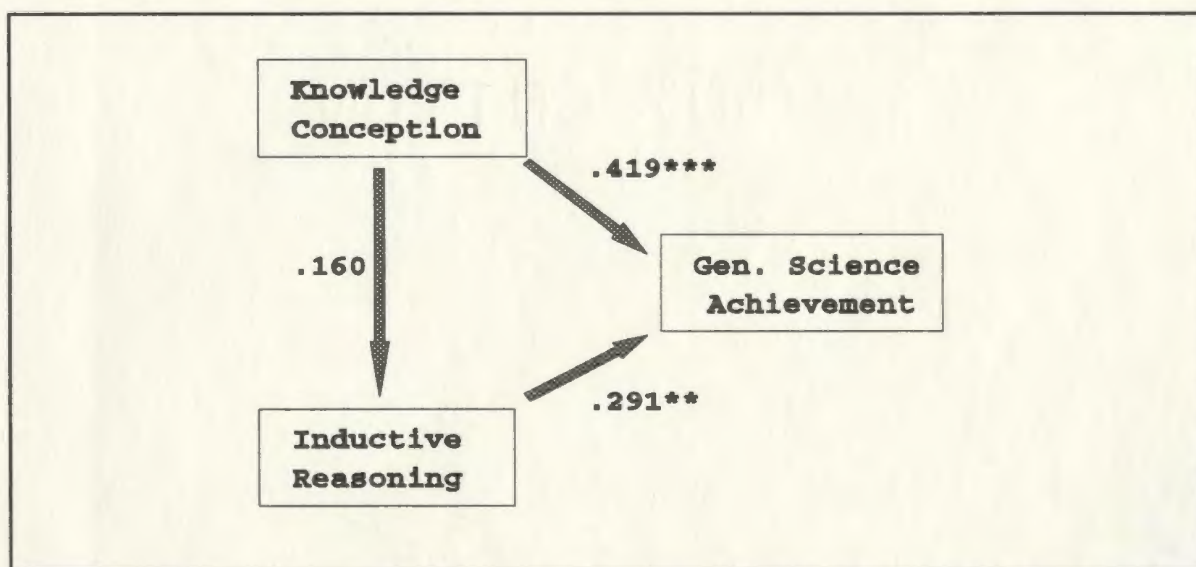 Knowledge
Conception
.419***
.160
Gen. Science
Achievement
.291**
Inductive
Reasoning